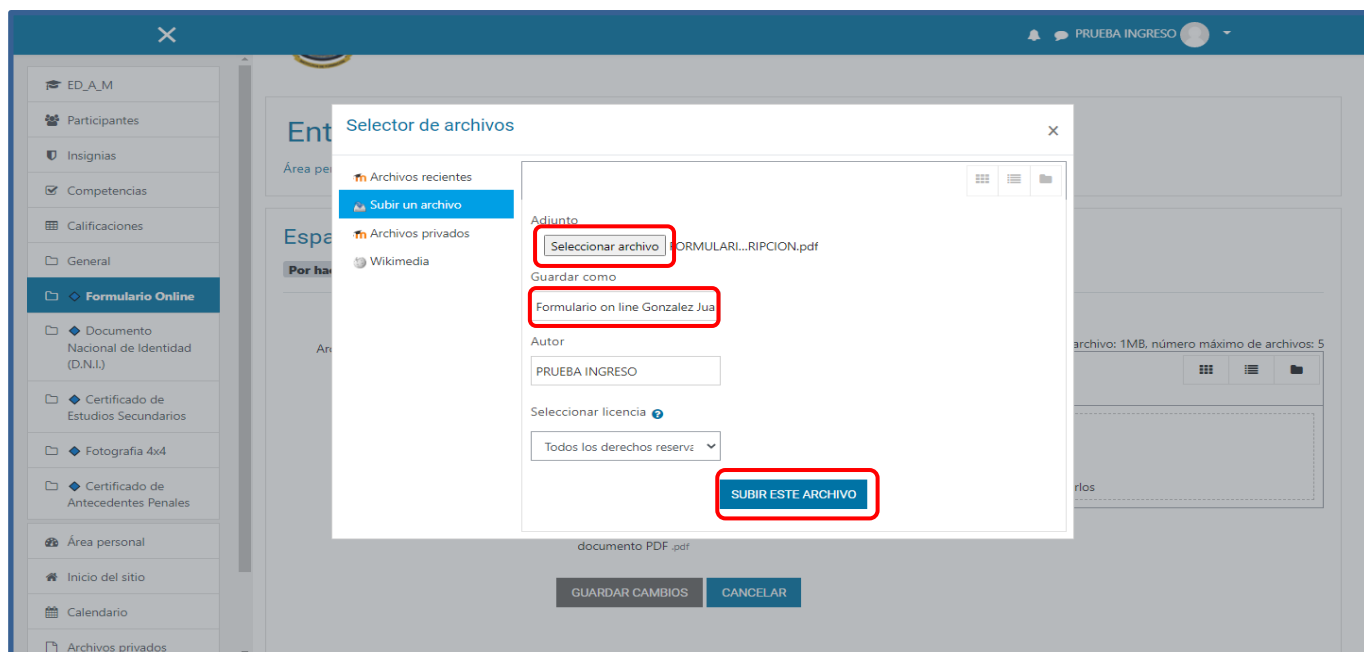 PRUEBA INGRESO
ED_A_M
Participantes
Insignias
Competencias
Calificaciones
General
Formulario Online
Documento
Nacional de Identidad
(D.N.I.)
Certificado de
Estudios Secundarios
Fotografia 4x4
Certificado de
Antecedentes Penales
Área personal
Inicio del sitio
Calendario
Archivos privados
Ent
Área pe
Espa
Por ha
Selector de archivos
Archivos recientes
Subir un archivo
Archivos privados
Wikimedia
Adjunto
Seleccionar archivo
FORMULARI...RIPCION.pdf
Guardar como
Formulario on line Gonzalez Jua
Autor
PRUEBA INGRESO
Seleccionar licencia
Todos los derechos reserva
SUBIR ESTE ARCHIVO
archivo: 1MB, número máximo de archivos: 5
rlos
documento PDF .pdf
GUARDAR CAMBIOS
CANCELAR